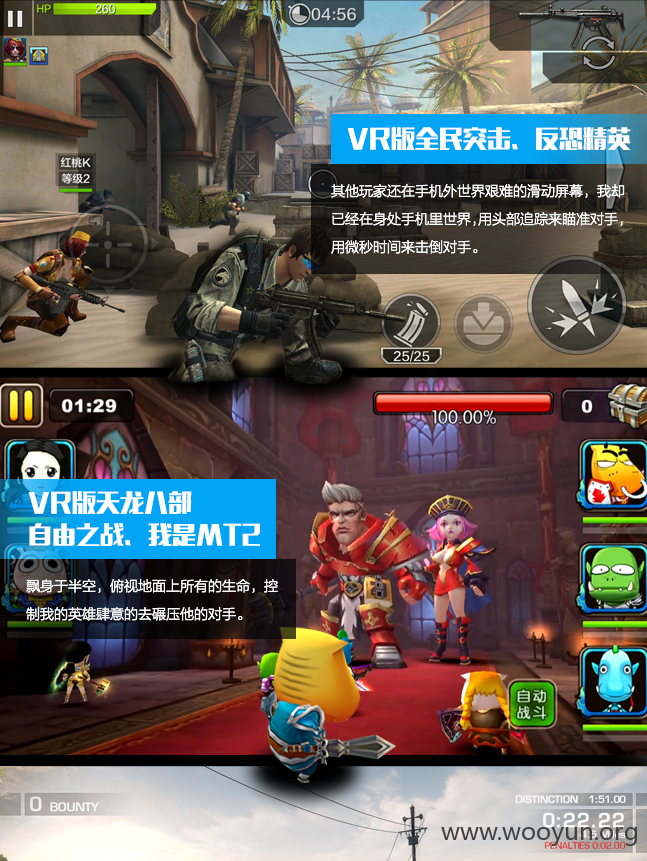 HP 260
04:56
VR版全民突击、反恐精英
红桃K
等级2
其他玩家还在手机外世界艰难的滑动屏幕，我却
已经在身处手机里世界，用头部追踪来瞄准对手，
用微秒时间来击倒对手。
25/25
01:29
100.00%
0
VR版天龙八部
自由之战、我是MT2
飘身于半空，俯视地面上所有的生命，控
制我的英雄肆意的去碾压他的对手。
自动
战斗
0 BOUNTY
DISTINCTION 1:51.00
0:22.22
PENALTIES 0:02.00
www.wooyun.org